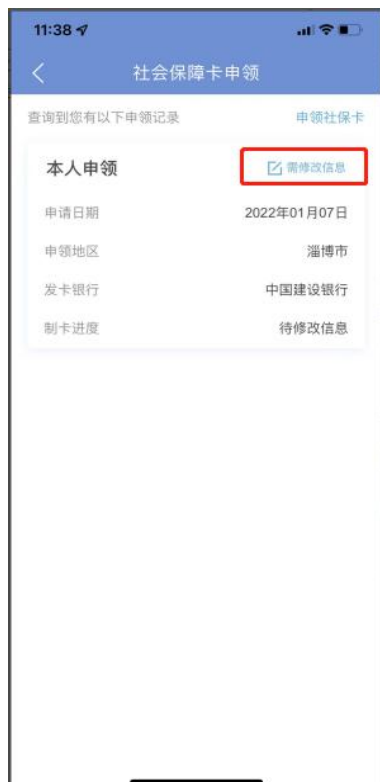 11:38
社会保障卡申领
查询到您有以下申领记录 申领社保卡
本人申领 需修改信息
申请日期 2022年01月07日
申领地区 淄博市
发卡银行 中国建设银行
制卡进度 待修改信息